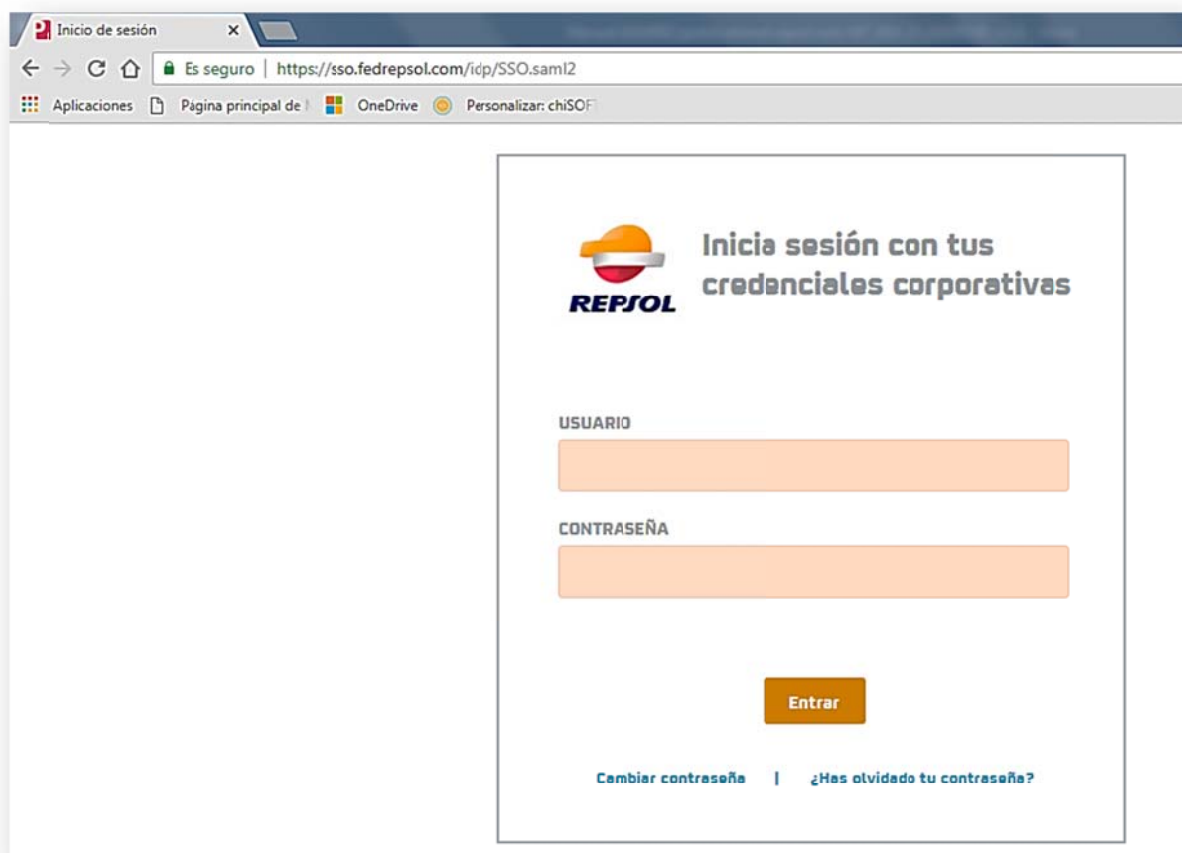 Inicio de sesión
Es seguro | https://sso.fedrepsol.com/idp/SSO.saml2
Aplicaciones Página principal de OneDrive Personalizar: chiSOF
REPSOL
Inicia sesión con tus
credenciales corporativas
USUARIO
CONTRASEÑA
Entrar
Cambiar contraseña | ¿Has olvidado tu contraseña?